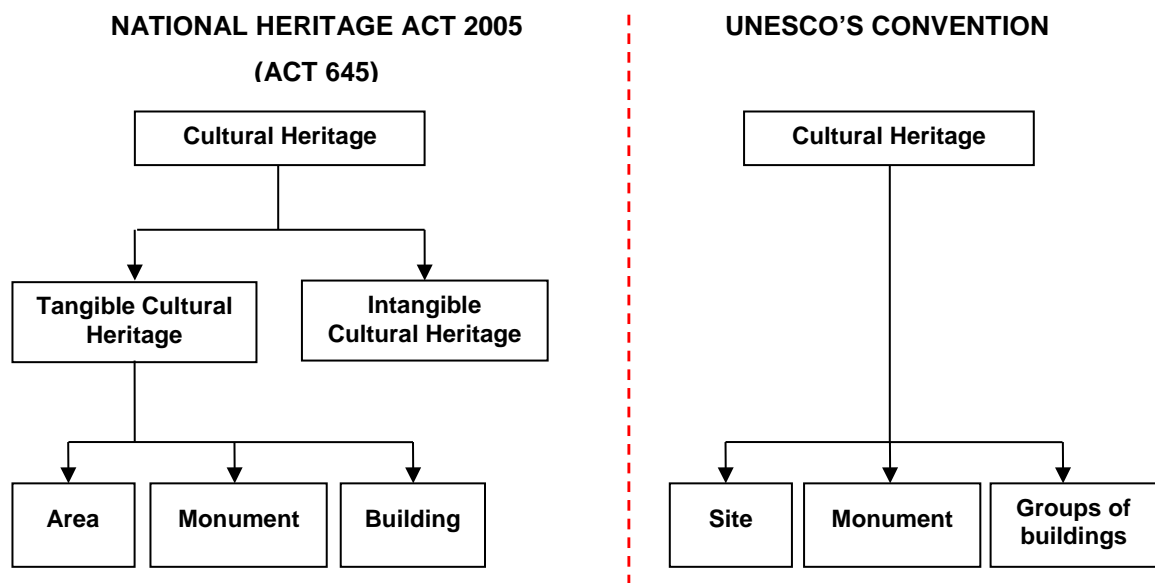 NATIONAL HERITAGE ACT 2005
(ACT 645)
Cultural Heritage
Tangible Cultural
Heritage
Intangible
Cultural Heritage
Area
Monument
Building
UNESCO'S CONVENTION
Cultural Heritage
Site
Monument
Groups of
buildings